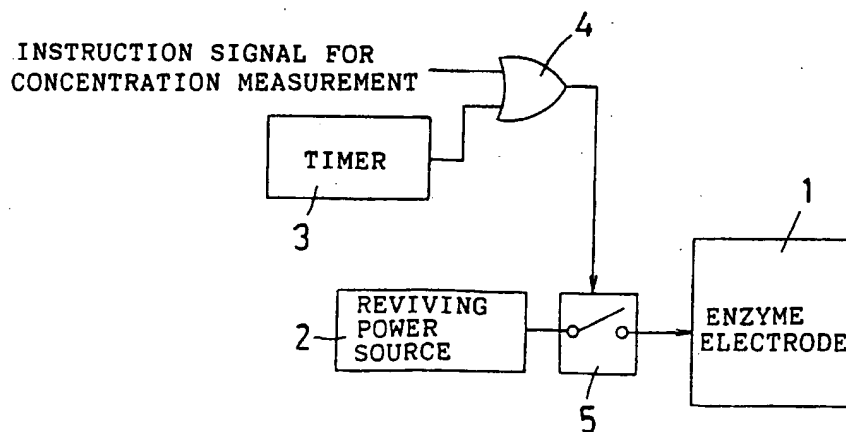 INSTRUCTION SIGNAL FOR
CONCENTRATION MEASUREMENT
4
TIMER
3
1
REVIVING
POWER
SOURCE
2
5
ENZYME
ELECTRODE